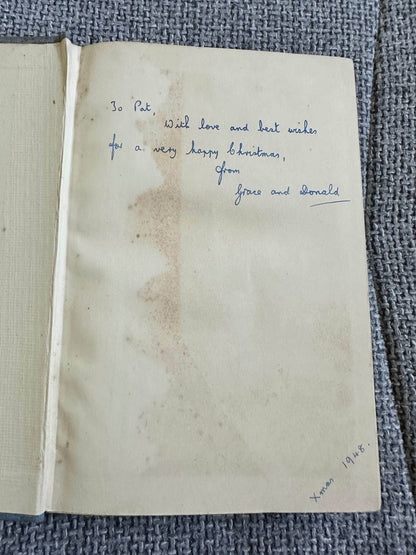 To Pat,
With love and best wishes
for a very happy Christmas,
from
Grace and Donald
Xmas 1948.